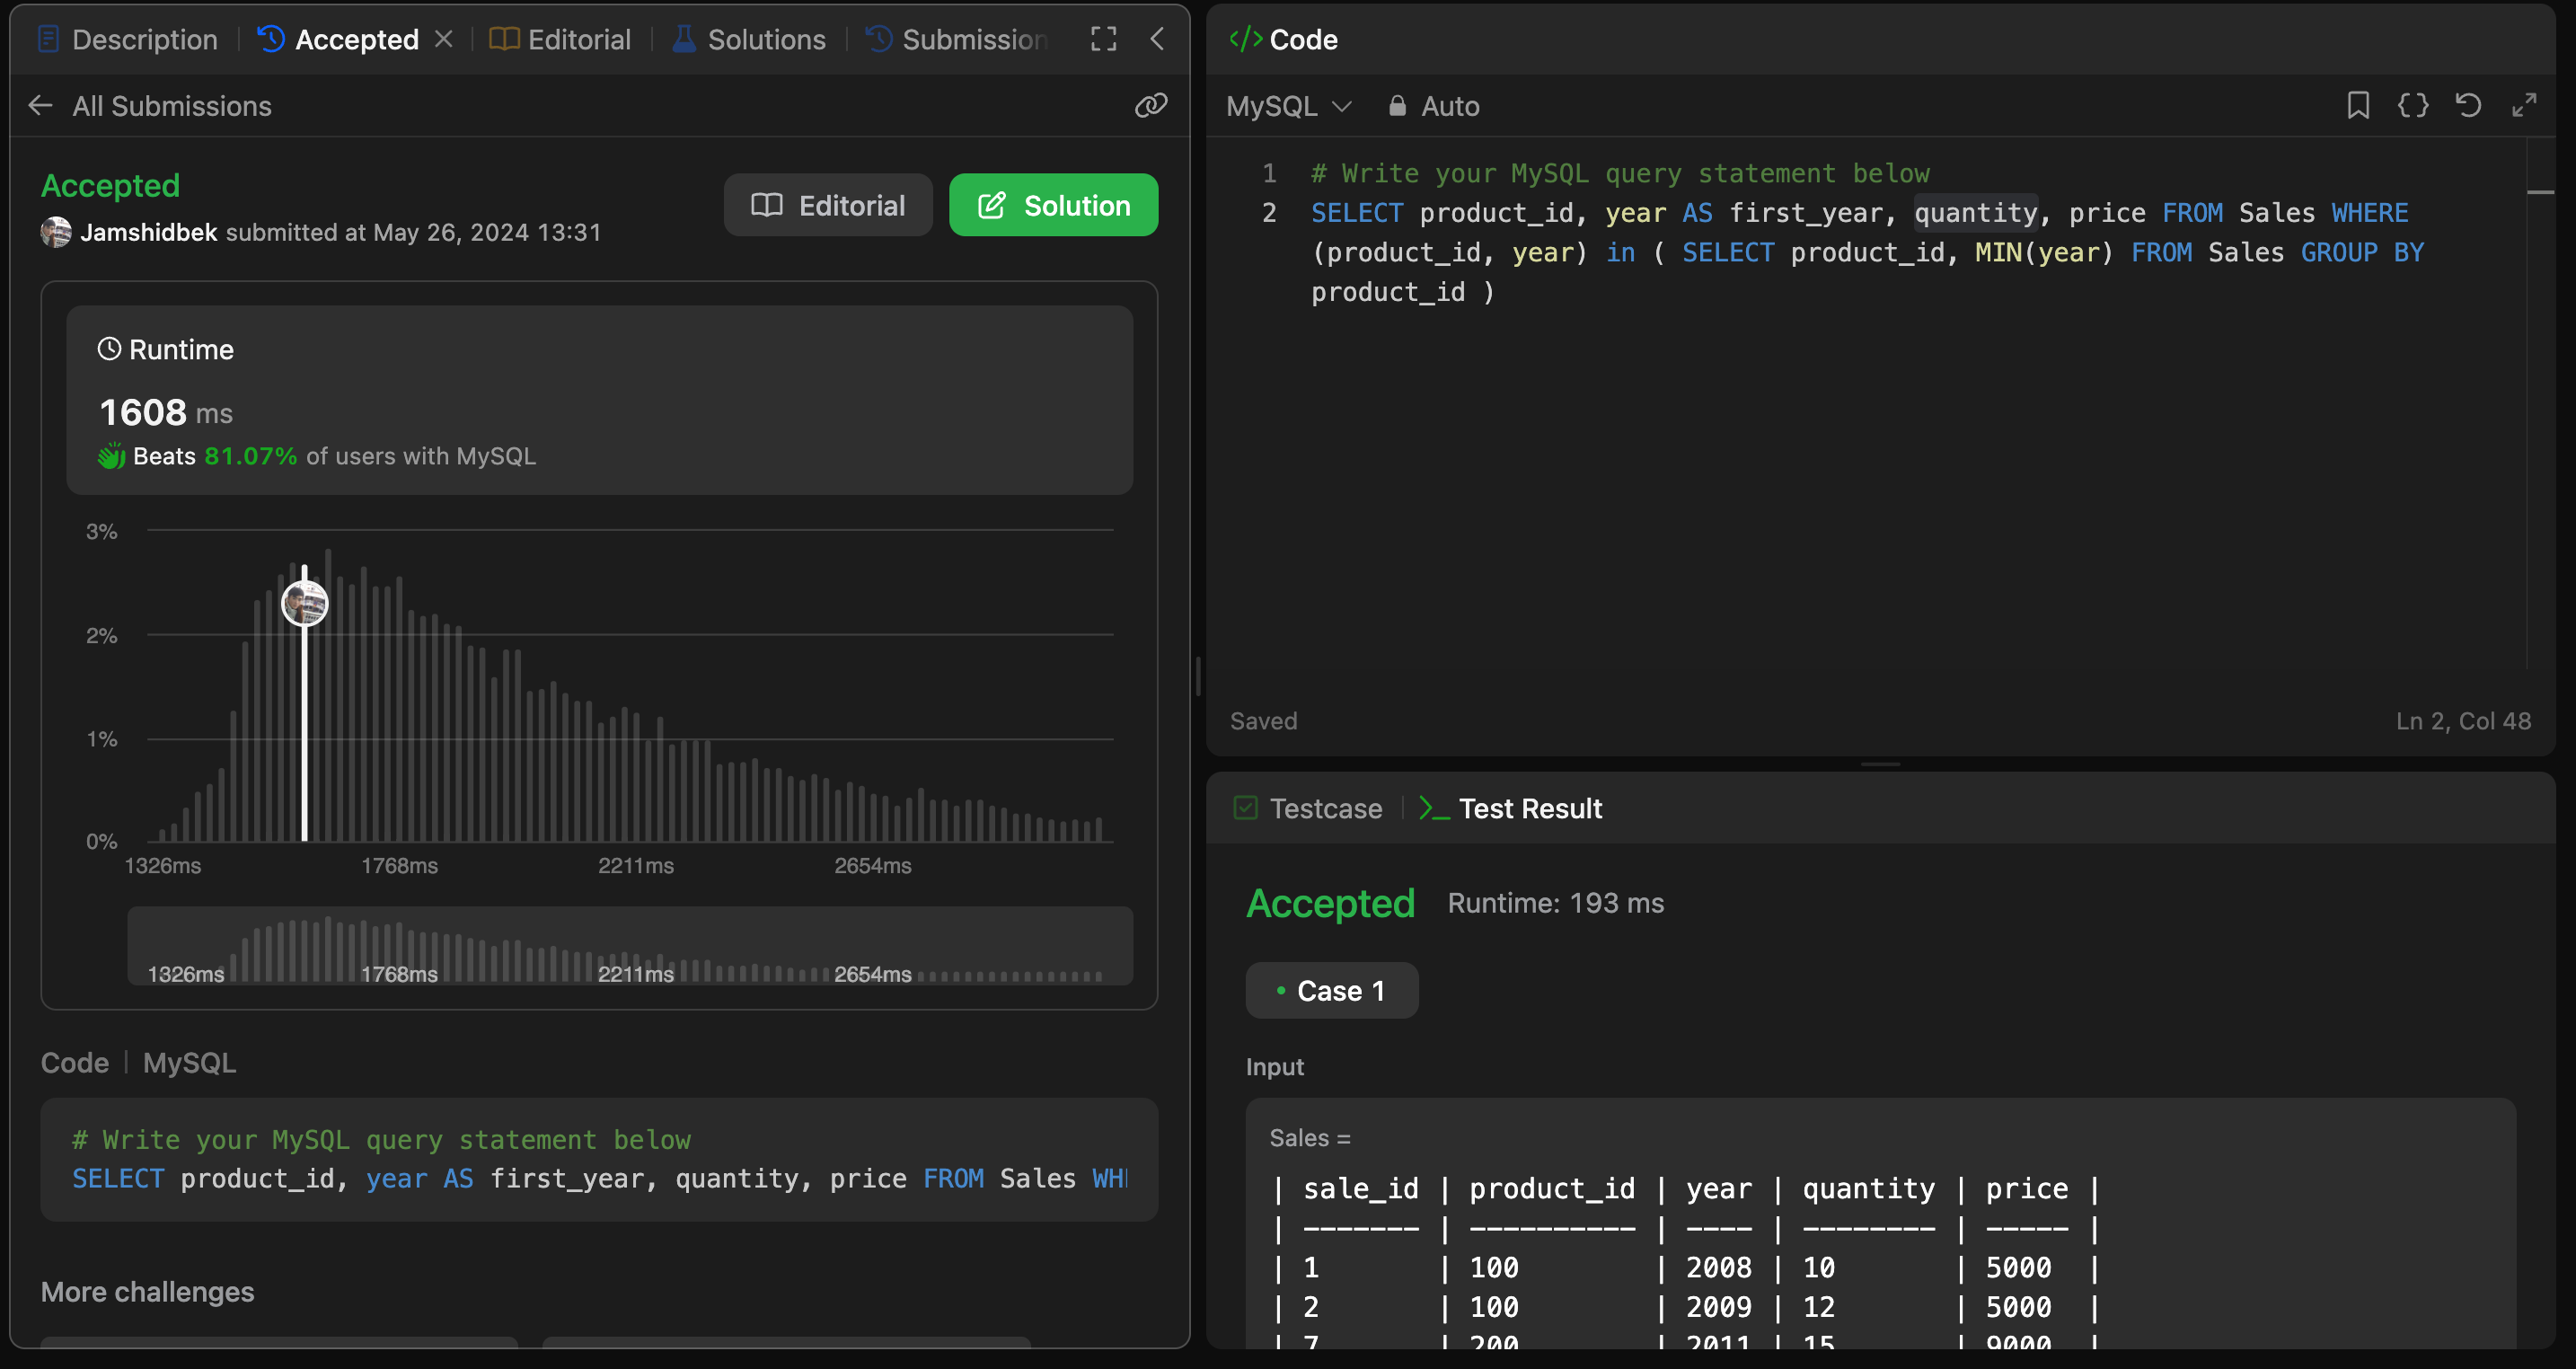 Description
Accepted
Editorial
Solutions
Submission
All Submissions
Accepted
Jamshidbek submitted at May 26, 2024 13:31
Editorial
Solution
Runtime
1608 ms
Beats 81.07% of users with MySQL
3%
2%
1%
0%
1326ms 1768ms 2211ms 2654ms
1326ms 1768ms 2211ms 2654ms
Code | MySQL
# Write your MySQL query statement below
SELECT product_id, year AS first_year, quantity, price FROM Sales WHE
More challenges
</> Code
MySQL
Auto
1 # Write your MySQL query statement below
2 SELECT product_id, year AS first_year, quantity, price FROM Sales WHERE
(product_id, year) in ( SELECT product_id, MIN(year) FROM Sales GROUP BY
product_id )
Saved
Ln 2, Col 48
Testcase
Test Result
Accepted Runtime: 193 ms
Case 1
Input
Sales =
| sale_id | product_id | year | quantity | price |
| ------- | ---------- | ---- | -------- | ----- |
| 1 | 100 | 2008 | 10 | 5000 |
| 2 | 100 | 2009 | 12 | 5000 |
| 7 | 200 | 2011 | 15 | 9000 |